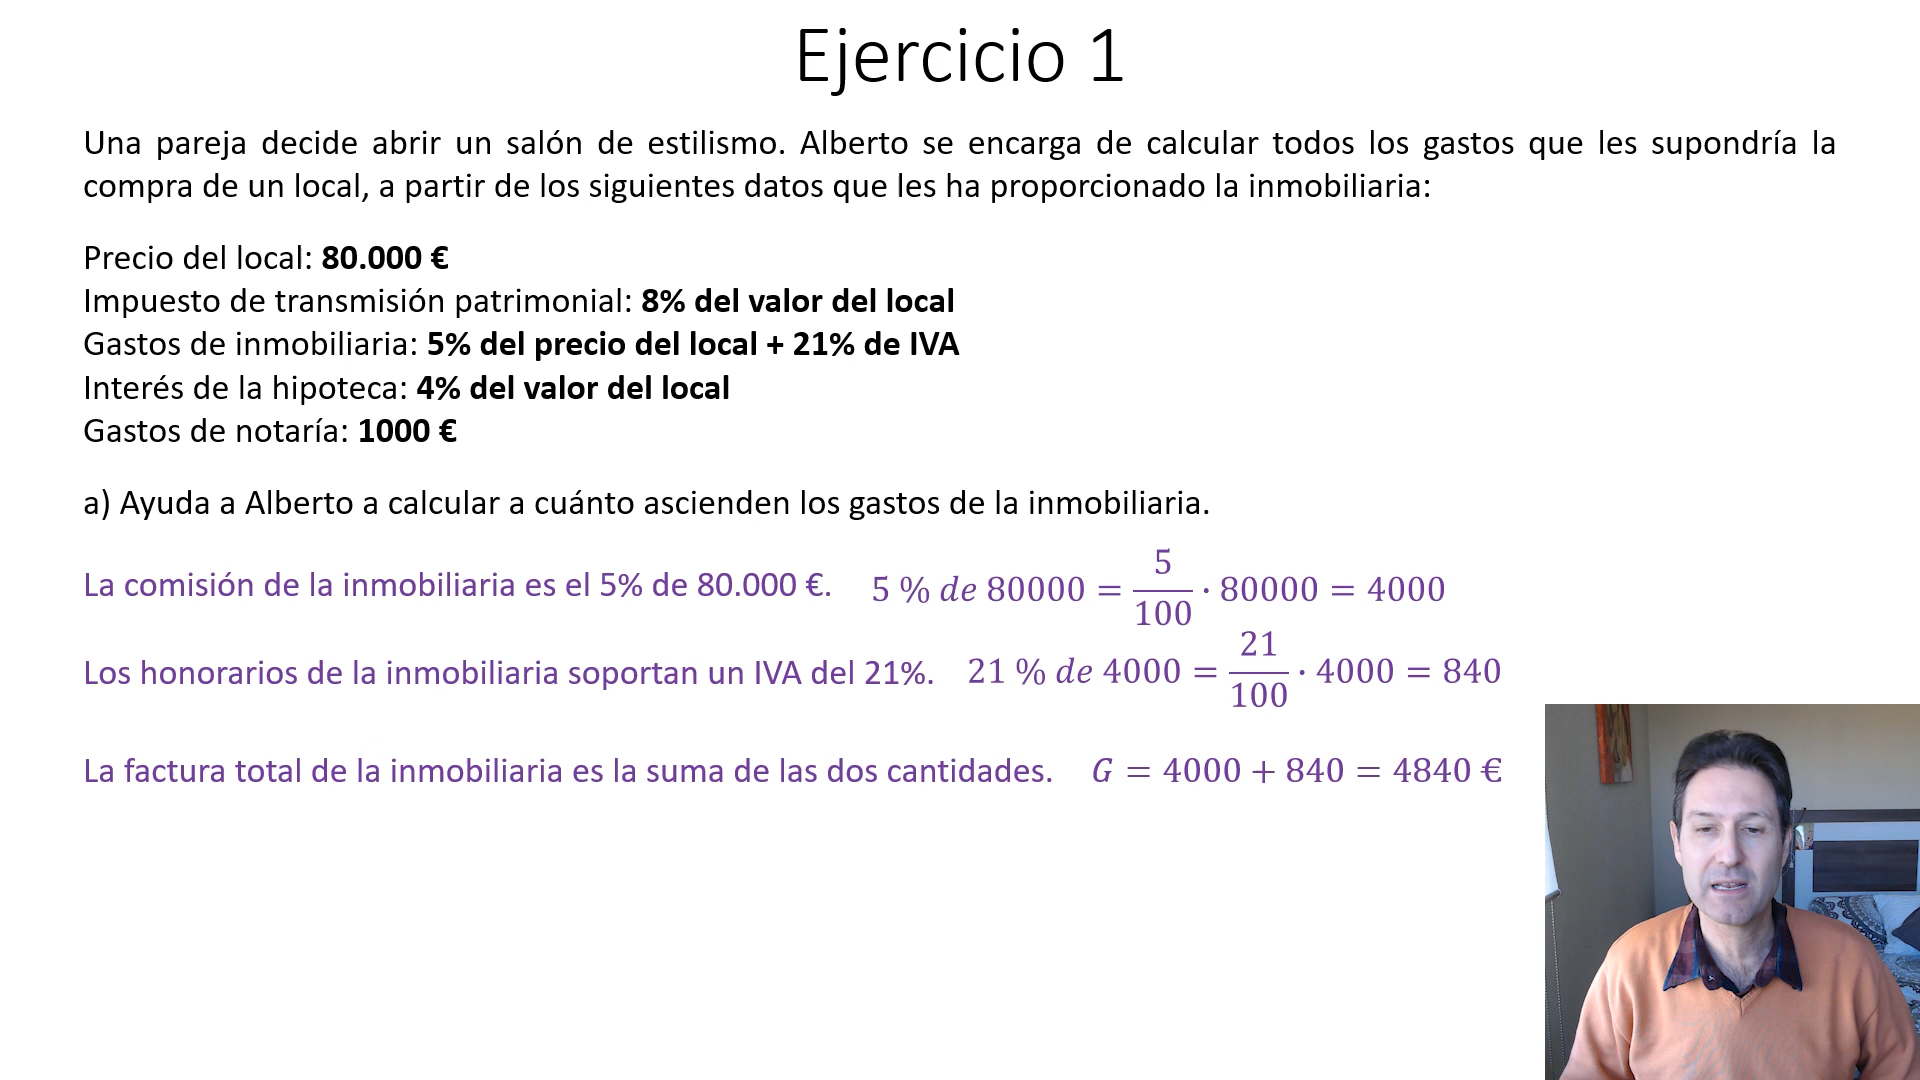 Ejercicio 1
Una pareja decide abrir un salón de estilismo. Alberto se encarga de calcular todos los gastos que les supondría la
compra de un local, a partir de los siguientes datos que les ha proporcionado la inmobiliaria:
Precio del local: 80.000 €
Impuesto de transmisión patrimonial: 8% del valor del local
Gastos de inmobiliaria: 5% del precio del local + 21% de IVA
Interés de la hipoteca: 4% del valor del local
Gastos de notaría: 1000 €
a) Ayuda a Alberto a calcular a cuánto ascienden los gastos de la inmobiliaria.
La comisión de la inmobiliaria es el 5% de 80.000 €. 5 % de 80000 = 5/100 · 80000 = 4000
Los honorarios de la inmobiliaria soportan un IVA del 21%. 21 % de 4000 = 21/100 · 4000 = 840
La factura total de la inmobiliaria es la suma de las dos cantidades. G = 4000 + 840 = 4840 €